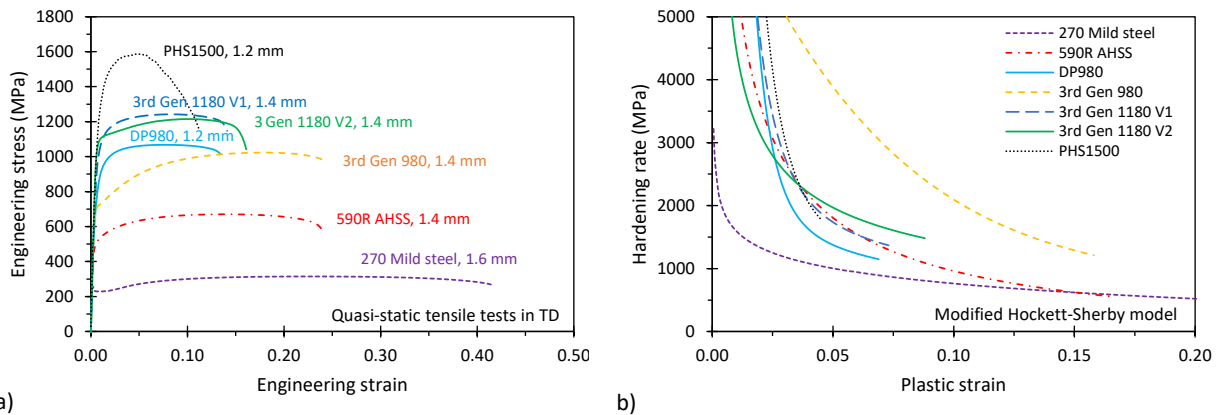 1800
1600
1400
1200
1000
800
600
400
200
0
Engineering stress (MPa)
PHS1500, 1.2 mm
3rd Gen 1180 V1, 1.4 mm
3 Gen 1180 V2, 1.4 mm
DP980, 1.2 mm
3rd Gen 980, 1.4 mm
590R AHSS, 1.4 mm
270 Mild steel, 1.6 mm
Quasi-static tensile tests in TD
0.00 0.10 0.20 0.30 0.40 0.50
Engineering strain
a)
5000
4000
3000
2000
1000
0
Hardening rate (MPa)
270 Mild steel
590R AHSS
DP980
3rd Gen 980
3rd Gen 1180 V1
3rd Gen 1180 V2
PHS1500
Modified Hockett-Sherby model
0.00 0.05 0.10 0.15 0.20
Plastic strain
b)